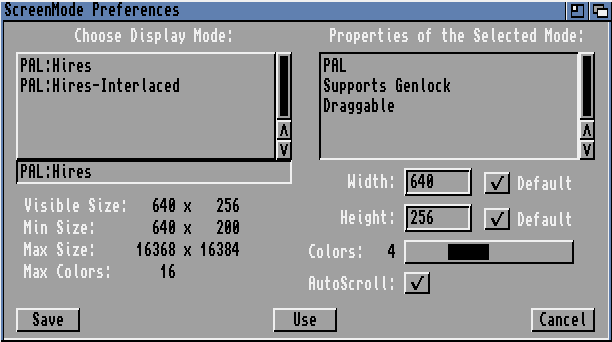 ScreenMode Preferences
Choose Display Mode:
PAL:Hires
PAL:Hires-Interlaced
PAL:Hires
Visible Size: 640 x 256
Min Size: 640 x 200
Max Size: 16368 x 16384
Max Colors: 16
Properties of the Selected Mode:
PAL
Supports Genlock
Draggable
Width: 640 ✓ Default
Height: 256 ✓ Default
Colors: 4
AutoScroll: ✓
Save
Use
Cancel